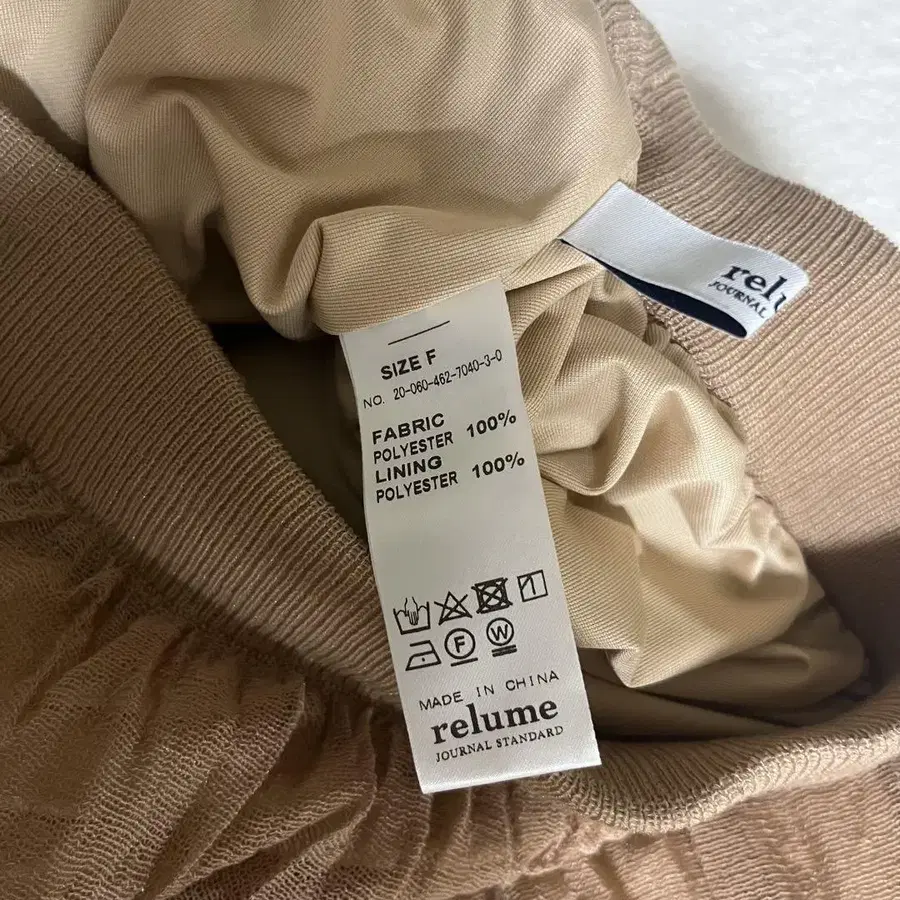 relu
JOURNAL
SIZE F
NO. 20-060-462-7040-3-0
FABRIC
POLYESTER 100%
LINING
POLYESTER 100%
F W
MADE IN CHINA
relume
JOURNAL STANDARD